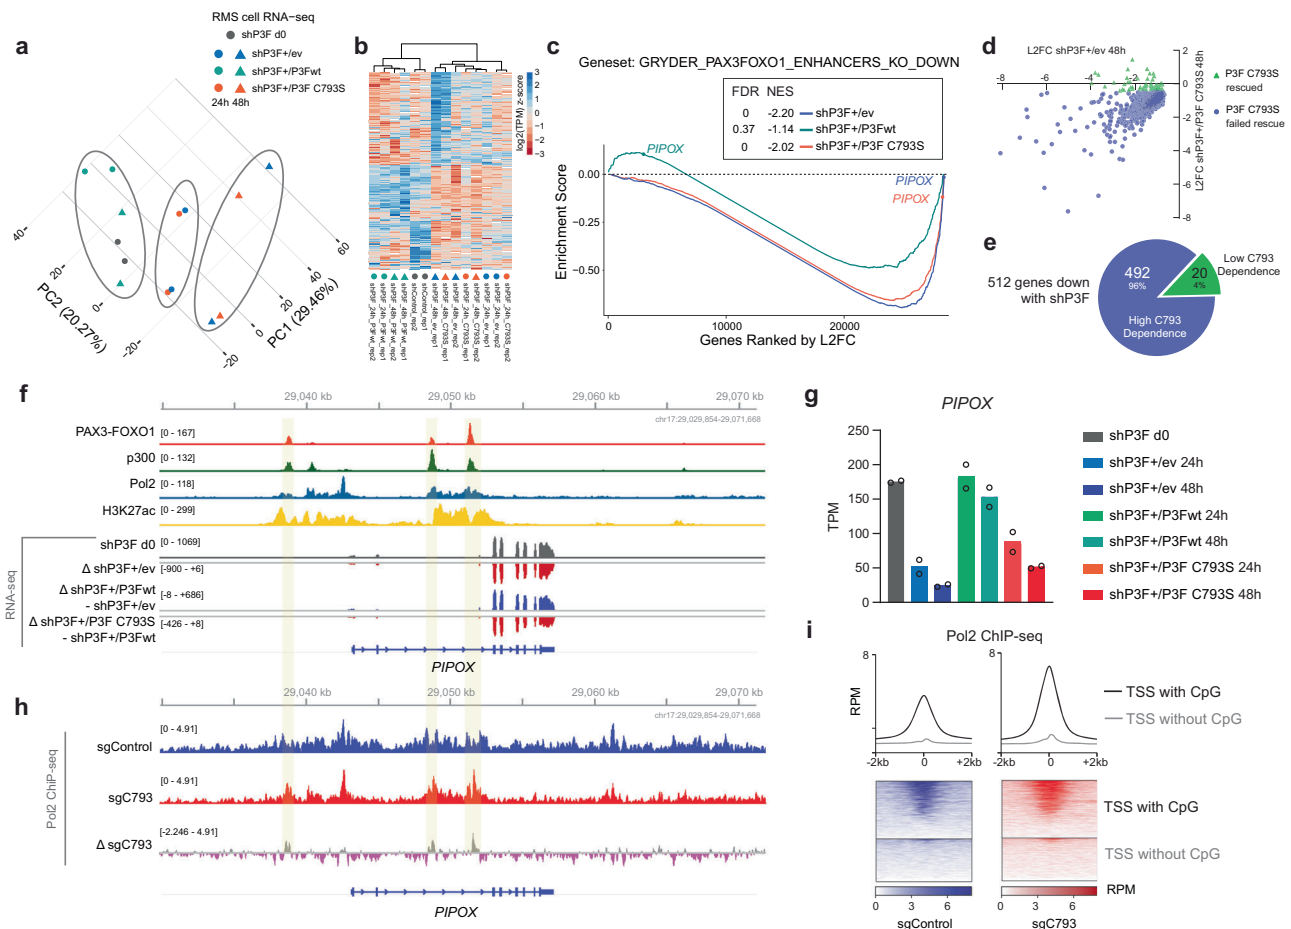 a
RMS cell RNA-seq
shP3F d0
shP3F+/ev
shP3F+/P3Fwt
shP3F+/P3F C793S
24h 48h
40
20
0
-20
PC2 (20.27%)
-20
0
20
40
60
PC1 (29.46%)
b
3
2
1
0
−1
−2
−3
log2(TPM) z-score
shP3F_24h_P3Fwt_rep2
shP3F_24h_P3Fwt_rep1
shP3F_48h_P3Fwt_rep2
shP3F_48h_P3Fwt_rep1
shControl_rep2
shControl_rep1
shP3F_48h_ev_rep1
shP3F_48h_C793S_rep1
shP3F_48h_ev_rep2
shP3F_24h_C793S_rep1
shP3F_48h_C793S_rep2
shP3F_24h_ev_rep1
shP3F_24h_ev_rep2
shP3F_24h_C793S_rep2
c
Geneset: GRYDER_PAX3FOXO1_ENHANCERS_KO_DOWN
FDR NES
0 -2.20 shP3F+/ev
0.37 -1.14 shP3F+/P3Fwt
0 -2.02 shP3F+/P3F C793S
PIPOX
PIPOX
PIPOX
0.00
−0.25
−0.50
Enrichment Score
0
10000
20000
Genes Ranked by L2FC
d
L2FC shP3F+/ev 48h
-8
-6
-4
-2
2
0
-2
-4
-6
-8
L2FC shP3F+/P3F C793S 48h
P3F C793S
rescued
P3F C793S
failed rescue
e
512 genes down
with shP3F
492
96%
High C793
Dependence
20
4%
Low C793
Dependence
f
29,040 kb
29,050 kb
29,060 kb
29,070 kb
chr17:29,029,854-29,071,668
PAX3-FOXO1 [0 - 167]
p300 [0 - 132]
Pol2 [0 - 118]
H3K27ac [0 - 299]
RNA-seq
shP3F d0 [0 - 1069]
Δ shP3F+/ev [-900 - +6]
Δ shP3F+/P3Fwt
- shP3F+/ev
[-8 - +686]
Δ shP3F+/P3F C793S
- shP3F+/P3Fwt
[-426 - +8]
PIPOX
g
PIPOX
250
200
150
100
50
0
TPM
shP3F d0
shP3F+/ev 24h
shP3F+/ev 48h
shP3F+/P3Fwt 24h
shP3F+/P3Fwt 48h
shP3F+/P3F C793S 24h
shP3F+/P3F C793S 48h
h
29,040 kb
29,050 kb
29,060 kb
29,070 kb
chr17:29,029,854-29,071,668
Pol2 ChIP-seq
sgControl [0 - 4.91]
sgC793 [0 - 4.91]
Δ sgC793 [-2.246 - 4.91]
PIPOX
i
Pol2 ChIP-seq
8
8
RPM
-2kb 0 +2kb
-2kb 0 +2kb
TSS with CpG
TSS without CpG
TSS with CpG
TSS without CpG
0 3 6
0 3 6
RPM
sgControl
sgC793